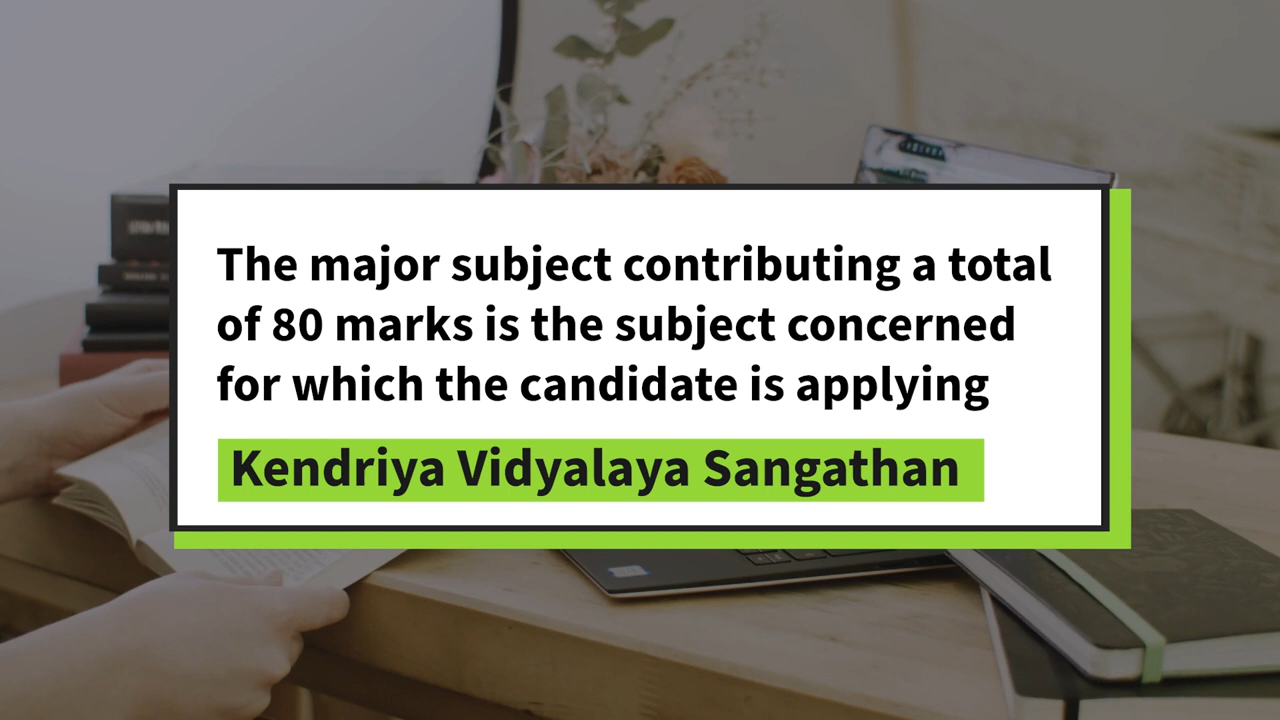 The major subject contributing a total
of 80 marks is the subject concerned
for which the candidate is applying
Kendriya Vidyalaya Sangathan